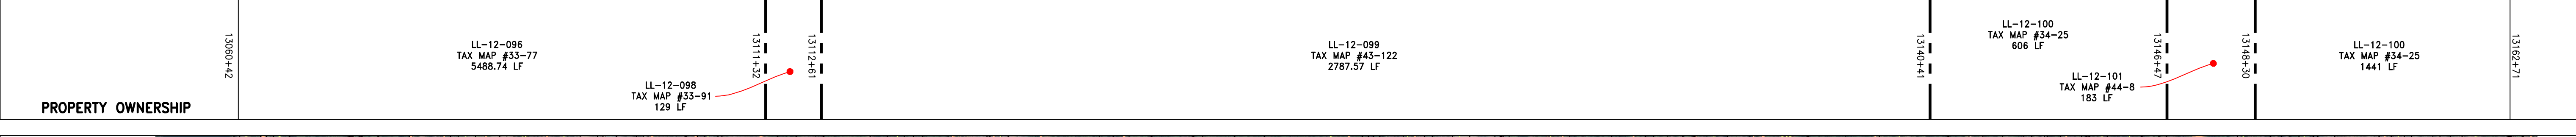 PROPERTY OWNERSHIP
13060+42
LL-12-096
TAX MAP #33-77
5488.74 LF
LL-12-098
TAX MAP #33-91
129 LF
13111+32
13112+61
LL-12-099
TAX MAP #43-122
2787.57 LF
13140+41
LL-12-100
TAX MAP #34-25
606 LF
LL-12-101
TAX MAP #44-8
183 LF
13146+47
13148+30
LL-12-100
TAX MAP #34-25
1441 LF
13162+71